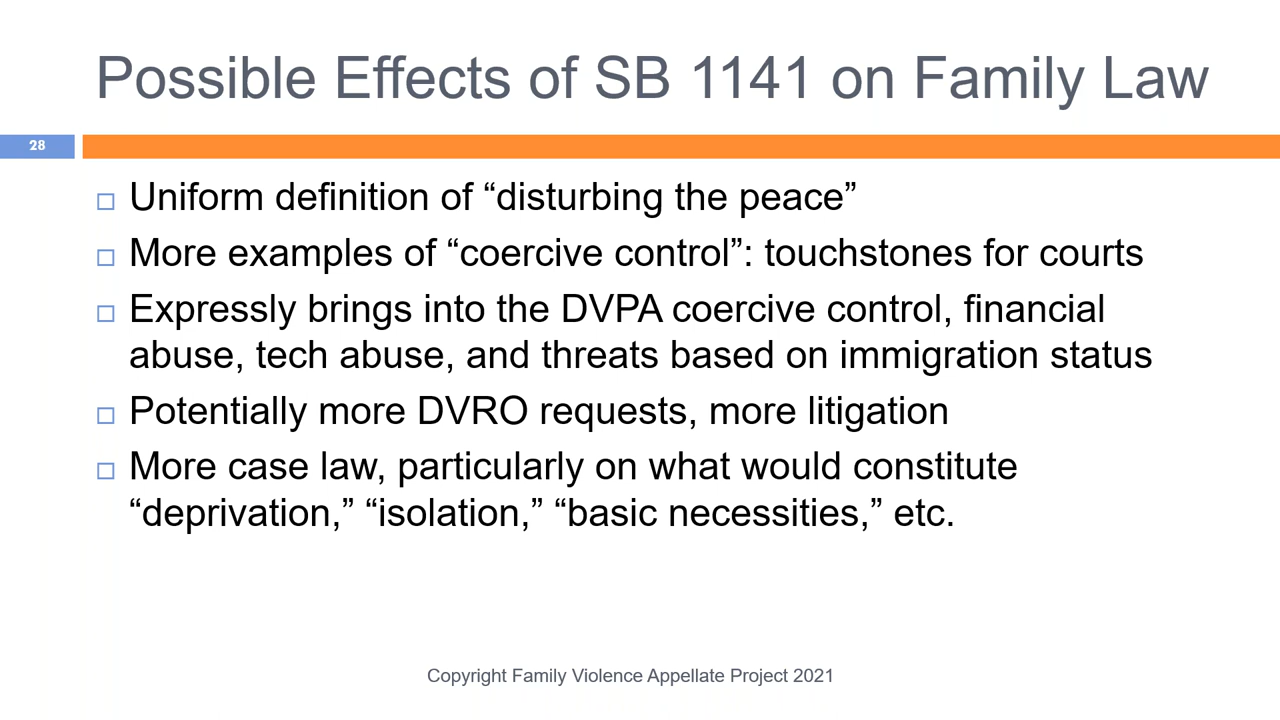 Possible Effects of SB 1141 on Family Law
28
Uniform definition of “disturbing the peace”
More examples of “coercive control”: touchstones for courts
Expressly brings into the DVPA coercive control, financial
abuse, tech abuse, and threats based on immigration status
Potentially more DVRO requests, more litigation
More case law, particularly on what would constitute
“deprivation,” “isolation,” “basic necessities,” etc.
Copyright Family Violence Appellate Project 2021